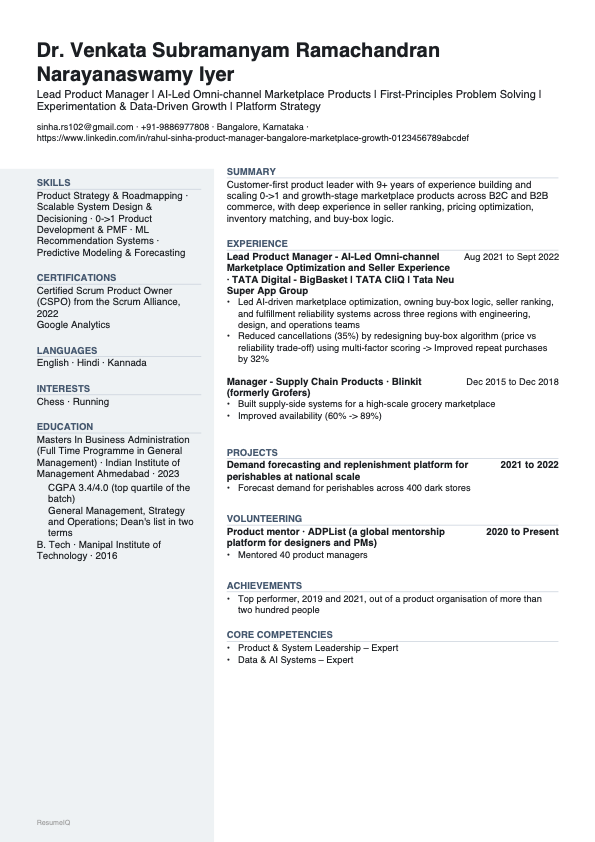 Dr. Venkata Subramanyam Ramachandran
Narayanaswamy Iyer
Lead Product Manager | AI-Led Omni-channel Marketplace Products | First-Principles Problem Solving |
Experimentation & Data-Driven Growth | Platform Strategy
sinha.rs102@gmail.com · +91-9886977808 · Bangalore, Karnataka ·
https://www.linkedin.com/in/rahul-sinha-product-manager-bangalore-marketplace-growth-0123456789abcdef
SKILLS
Product Strategy & Roadmapping ·
Scalable System Design &
Decisioning · 0->1 Product
Development & PMF · ML
Recommendation Systems ·
Predictive Modeling & Forecasting
CERTIFICATIONS
Certified Scrum Product Owner
(CSPO) from the Scrum Alliance,
2022
Google Analytics
LANGUAGES
English · Hindi · Kannada
INTERESTS
Chess · Running
EDUCATION
Masters In Business Administration
(Full Time Programme in General
Management) · Indian Institute of
Management Ahmedabad · 2023
CGPA 3.4/4.0 (top quartile of the
batch)
General Management, Strategy
and Operations; Dean's list in two
terms
B. Tech · Manipal Institute of
Technology · 2016
SUMMARY
Customer-first product leader with 9+ years of experience building and
scaling 0->1 and growth-stage marketplace products across B2C and B2B
commerce, with deep experience in seller ranking, pricing optimization,
inventory matching, and buy-box logic.
EXPERIENCE
Lead Product Manager - AI-Led Omni-channel Aug 2021 to Sept 2022
Marketplace Optimization and Seller Experience
· TATA Digital - BigBasket | TATA CliQ | Tata Neu
Super App Group
• Led AI-driven marketplace optimization, owning buy-box logic, seller ranking,
and fulfillment reliability systems across three regions with engineering,
design, and operations teams
• Reduced cancellations (35%) by redesigning buy-box algorithm (price vs
reliability trade-off) using multi-factor scoring -> Improved repeat purchases
by 32%
Manager - Supply Chain Products · Blinkit Dec 2015 to Dec 2018
(formerly Grofers)
• Built supply-side systems for a high-scale grocery marketplace
• Improved availability (60% -> 89%)
PROJECTS
Demand forecasting and replenishment platform for 2021 to 2022
perishables at national scale
• Forecast demand for perishables across 400 dark stores
VOLUNTEERING
Product mentor · ADPList (a global mentorship 2020 to Present
platform for designers and PMs)
• Mentored 40 product managers
ACHIEVEMENTS
• Top performer, 2019 and 2021, out of a product organisation of more than
two hundred people
CORE COMPETENCIES
• Product & System Leadership – Expert
• Data & AI Systems – Expert
ResumeIQ